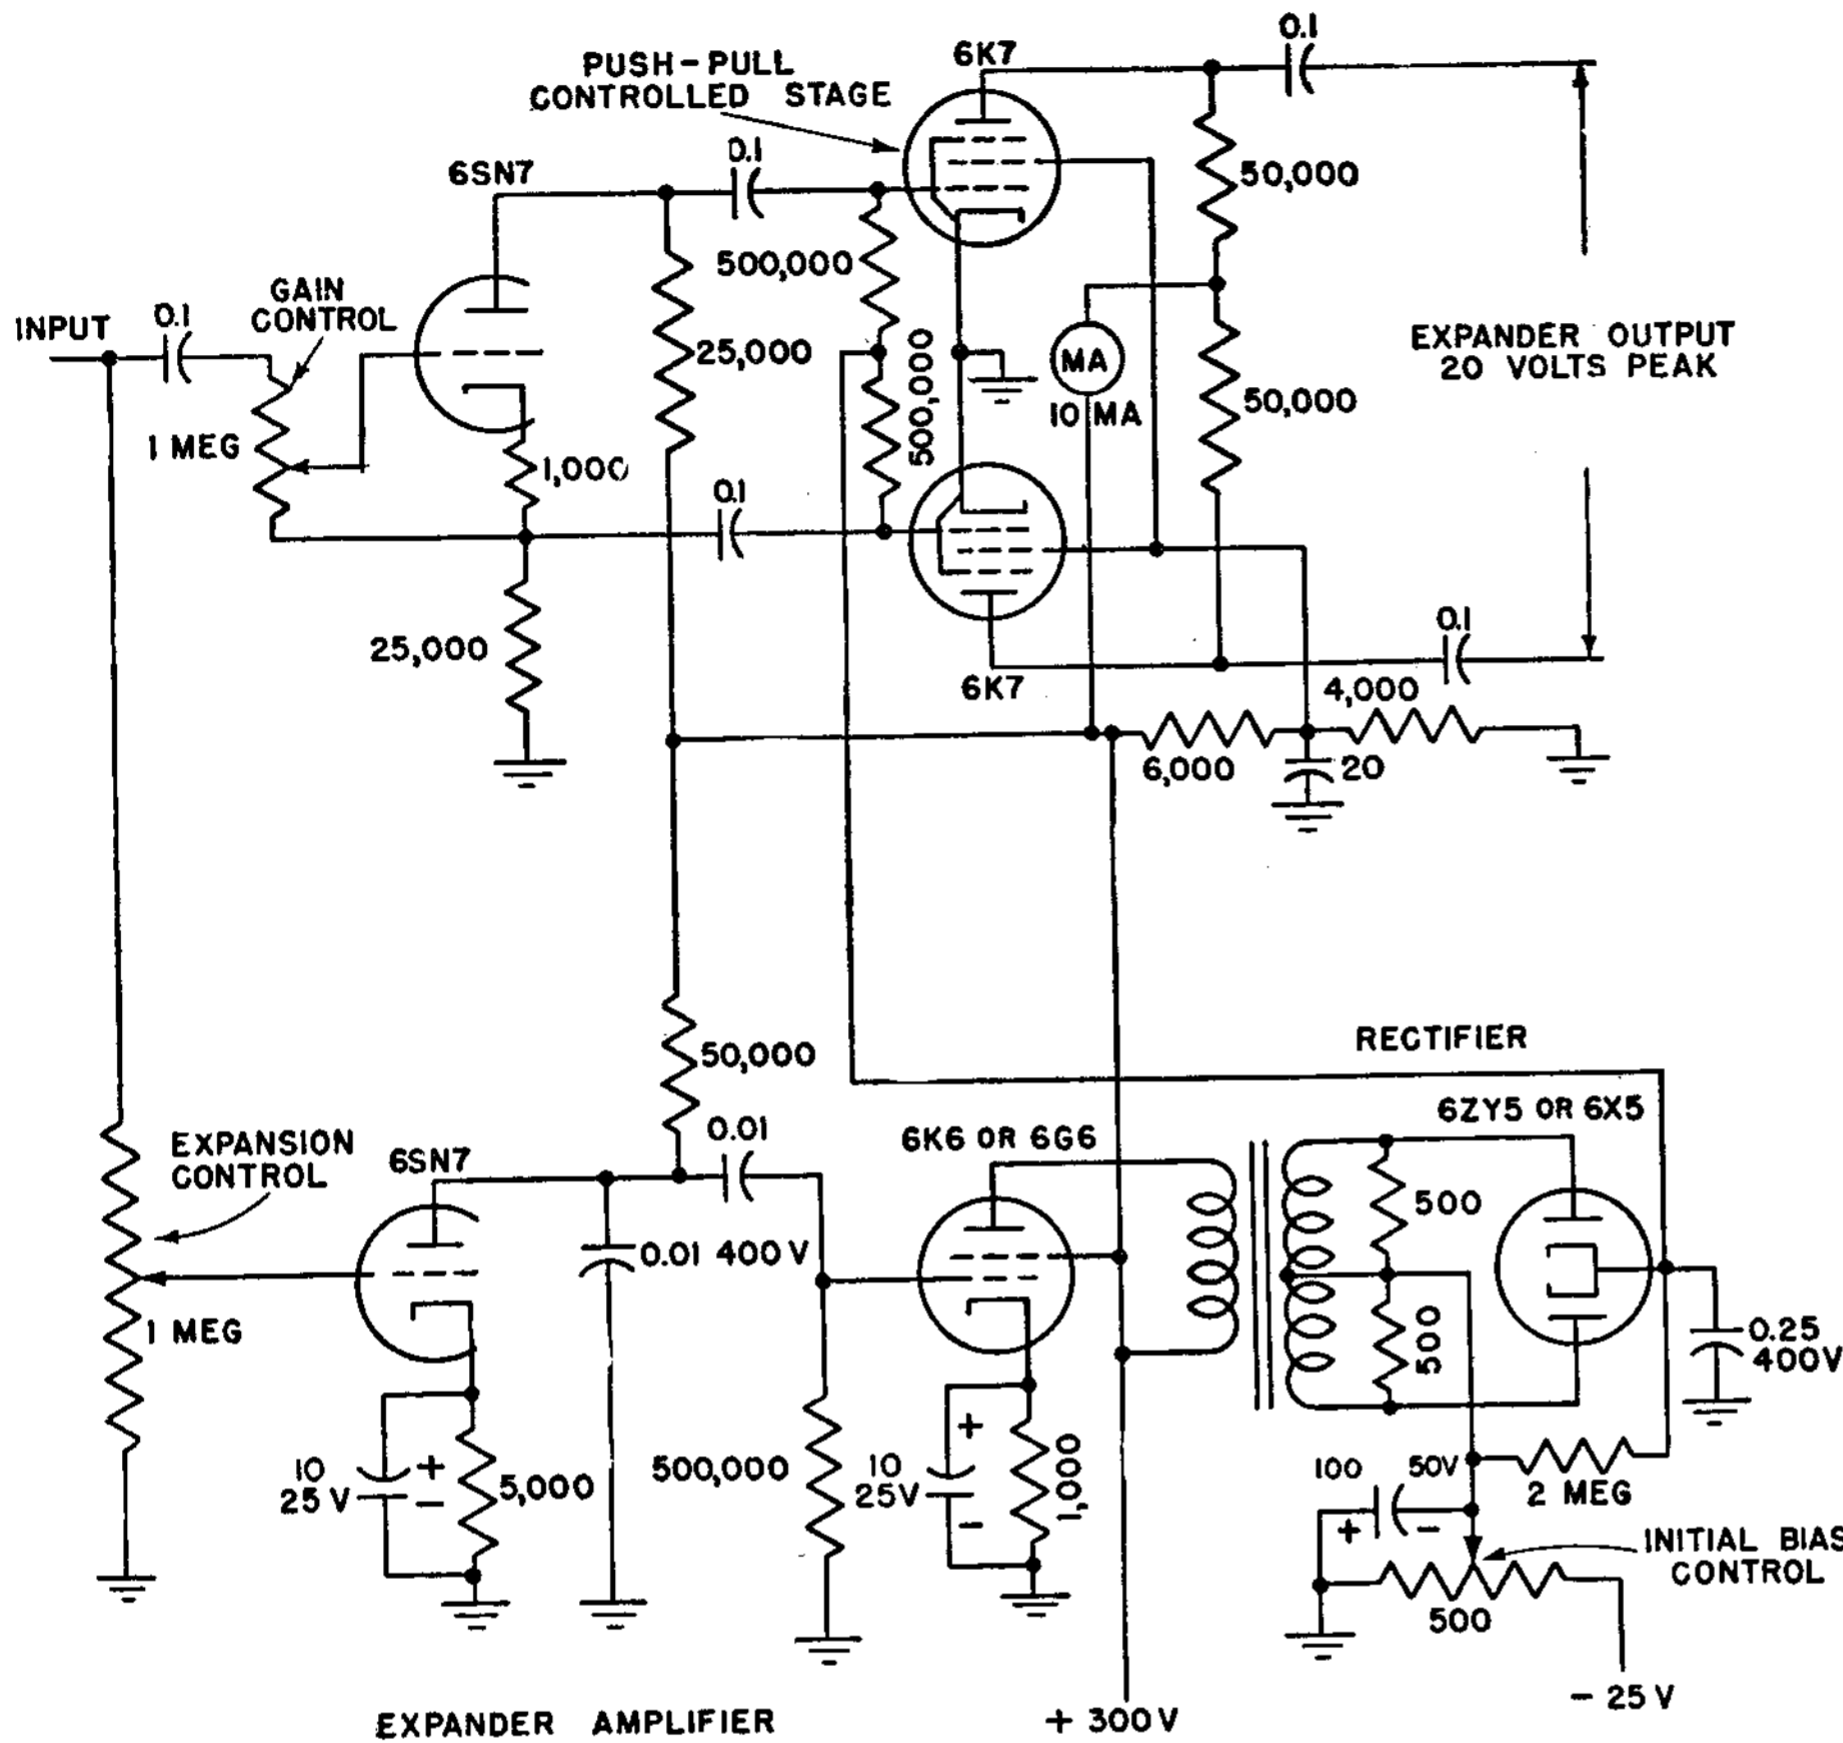 0.1
6K7
PUSH-PULL
CONTROLLED STAGE
0.1
6SN7
50,000
500,000
GAIN
CONTROL
INPUT
0.1
25,000
500,000
MA
10 MA
EXPANDER OUTPUT
20 VOLTS PEAK
50,000
1 MEG
1,000
0.1
25,000
0.1
6K7
4,000
6,000
20
50,000
RECTIFIER
6ZY5 OR 6X5
0.01
6K6 OR 6G6
EXPANSION
CONTROL
6SN7
500
0.01 400 V
1 MEG
500
0.25
400V
10
25 V
+
-
5,000
500,000
10
25V
+
-
1,000
100
50V
2 MEG
+
-
INITIAL BIAS
CONTROL
500
- 25 V
EXPANDER AMPLIFIER
+ 300 V